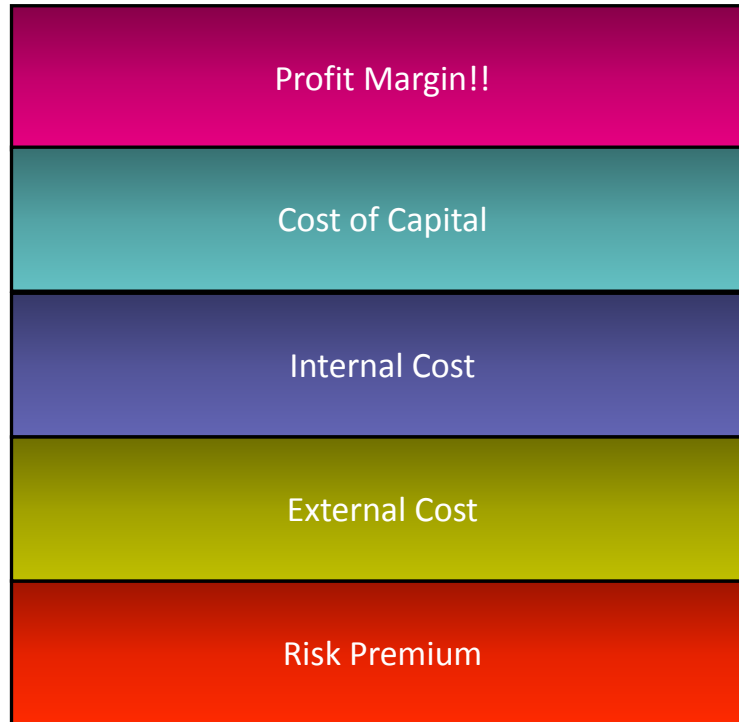 Profit Margin!!
Cost of Capital
Internal Cost
External Cost
Risk Premium